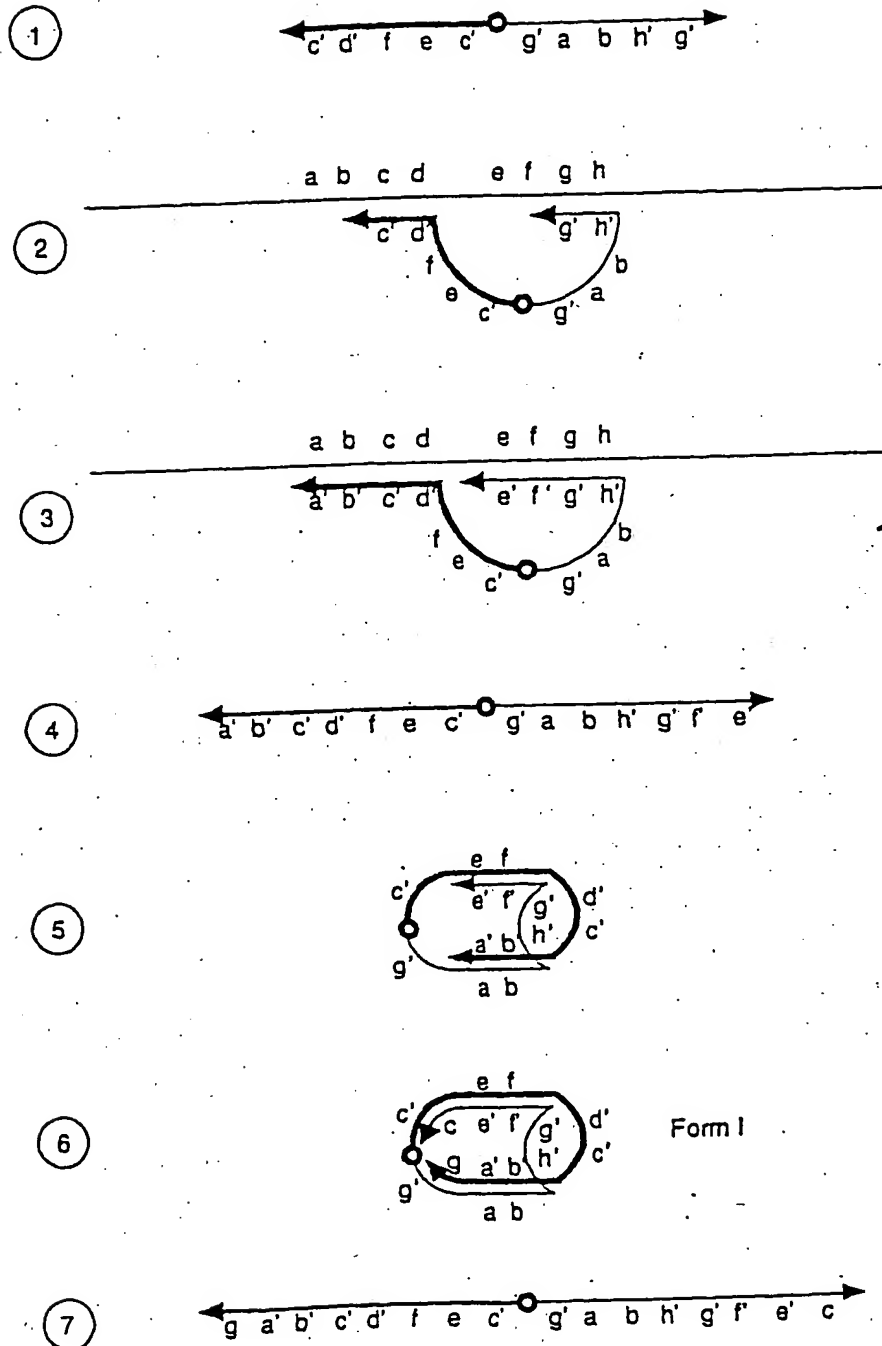 1
c' d' f e c' g' a b h' g'
a b c d e f g h
2
c' d' g' h'
f b
e a
c' g'
a b c d e f g h
3
a' b' c' d' e' f' g' h'
f b
e a
c' g'
4
a' b' c' d' f e c' g' a b h' g' f' e'
5
e f
c' e' f' g' d'
a' b' h' c'
g'
a b
6
e f
c' c e' f' g' d' Form I
g a' b' h' c'
g'
a b
7
g a' b' c' d' f e c' g' a b h' g' f' e' c